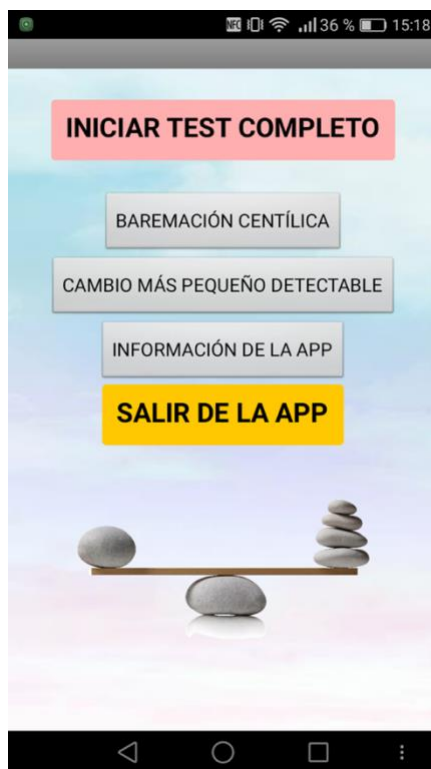 NFC 36 % 15:18
INICIAR TEST COMPLETO
BAREMACIÓN CENTÍLICA
CAMBIO MÁS PEQUEÑO DETECTABLE
INFORMACIÓN DE LA APP
SALIR DE LA APP